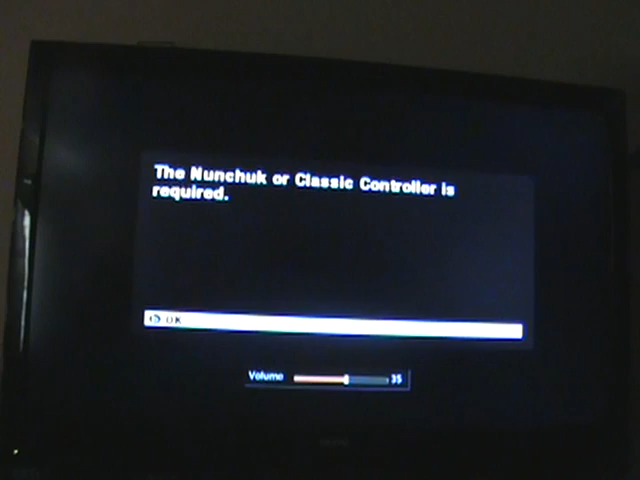 The Nunchuk or Classic Controller is
required.
OK
Volume 35